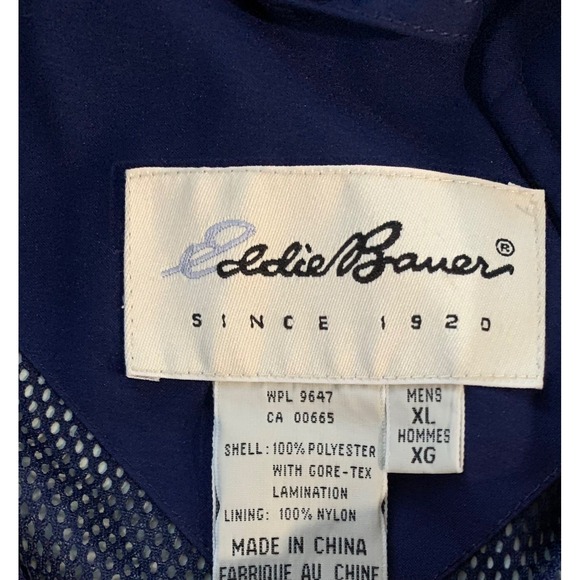 Eddie Bauer®
SINCE 1920
WPL 9647
CA 00665
SHELL: 100% POLYESTER
WITH GORE-TEX
LAMINATION
LINING: 100% NYLON
MADE IN CHINA
FABRIQUE AU CHINE
MENS
XL
HOMMES
XG